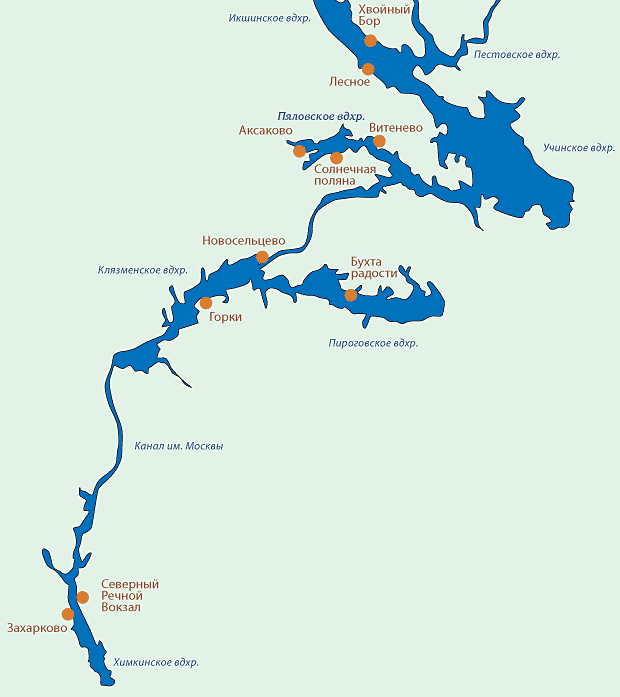 Икшинское вдхр.
Хвойный
Бор
Пестовское вдхр.
Лесное
Пяловское вдхр.
Аксаково
Витенево
Учинское вдхр.
Солнечная
поляна
Новосельцево
Клязменское вдхр.
Бухта
радости
Горки
Пироговское вдхр.
Канал им. Москвы
Северный
Речной
Вокзал
Захарково
Химкинское вдхр.